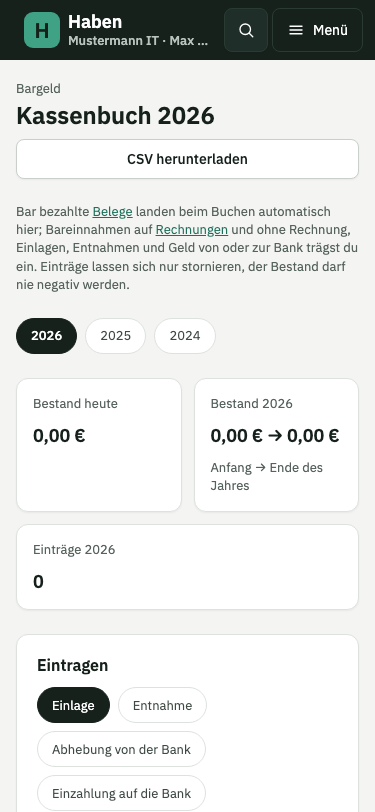 H
Haben
Mustermann IT · Max ...
Menü
Bargeld
Kassenbuch 2026
CSV herunterladen
Bar bezahlte Belege landen beim Buchen automatisch
hier; Bareinnahmen auf Rechnungen und ohne Rechnung,
Einlagen, Entnahmen und Geld von oder zur Bank trägst du
ein. Einträge lassen sich nur stornieren, der Bestand darf
nie negativ werden.
2026
2025
2024
Bestand heute
0,00 €
Bestand 2026
0,00 € → 0,00 €
Anfang → Ende des
Jahres
Einträge 2026
0
Eintragen
Einlage
Entnahme
Abhebung von der Bank
Einzahlung auf die Bank